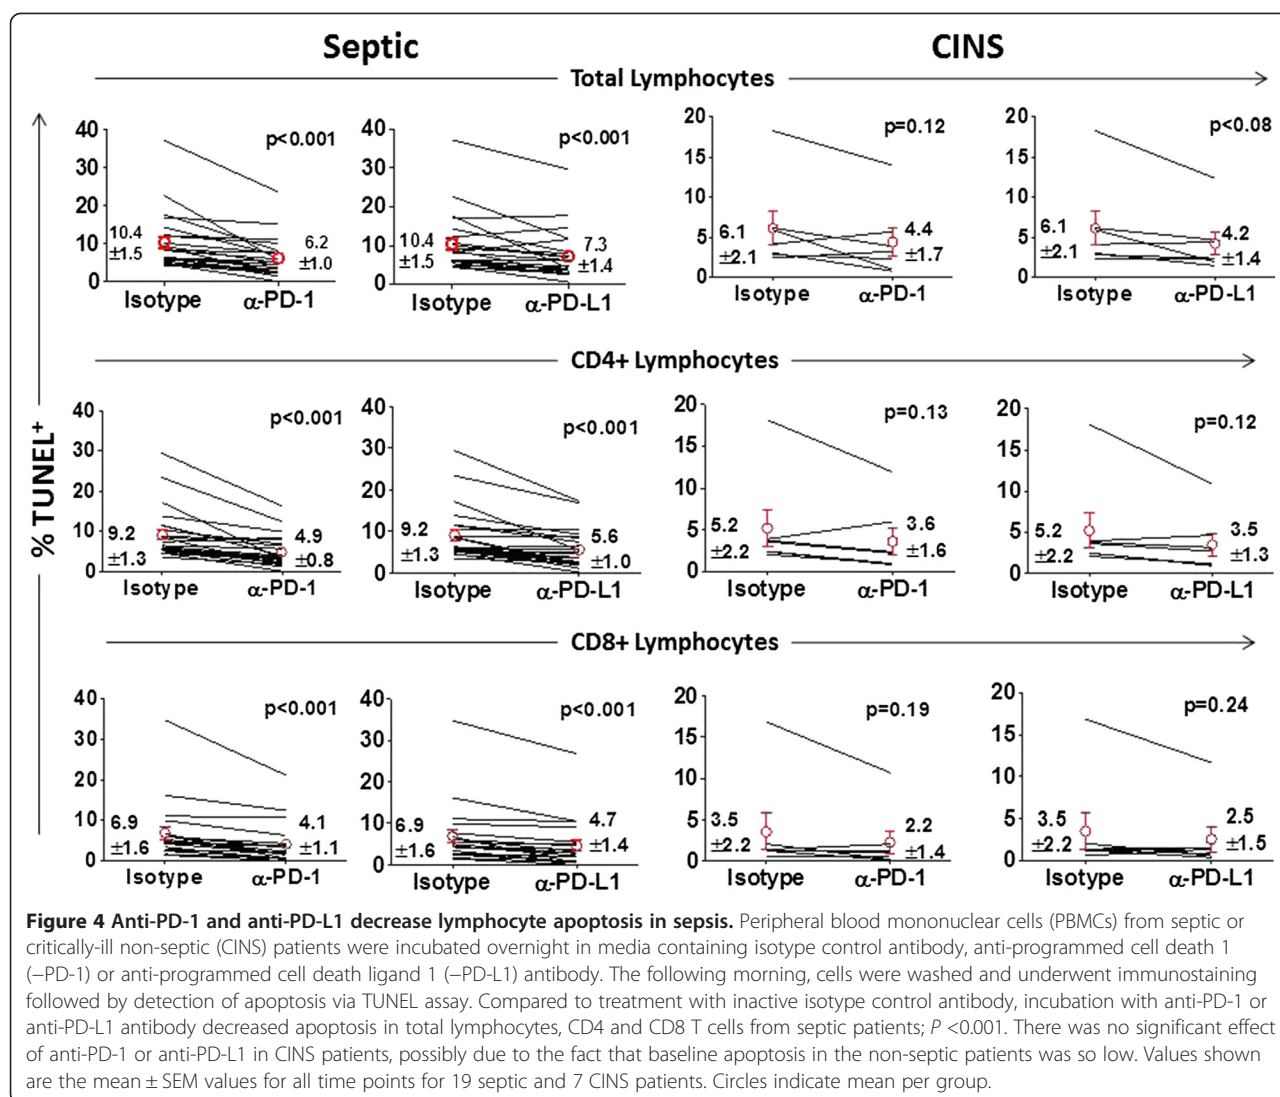 Septic CINS
Total Lymphocytes
% TUNEL+
40 30 20 10 0
p<0.001
10.4 ±1.5
6.2 ±1.0
Isotype α-PD-1
40 30 20 10 0
p<0.001
10.4 ±1.5
7.3 ±1.4
Isotype α-PD-L1
20 15 10 5 0
p=0.12
6.1 ±2.1
4.4 ±1.7
Isotype α-PD-1
20 15 10 5 0
p<0.08
6.1 ±2.1
4.2 ±1.4
Isotype α-PD-L1
CD4+ Lymphocytes
40 30 20 10 0
p<0.001
9.2 ±1.3
4.9 ±0.8
Isotype α-PD-1
40 30 20 10 0
p<0.001
9.2 ±1.3
5.6 ±1.0
Isotype α-PD-L1
20 15 10 5 0
p=0.13
5.2 ±2.2
3.6 ±1.6
Isotype α-PD-1
20 15 10 5 0
p=0.12
5.2 ±2.2
3.5 ±1.3
Isotype α-PD-L1
CD8+ Lymphocytes
40 30 20 10 0
p<0.001
6.9 ±1.6
4.1 ±1.1
Isotype α-PD-1
40 30 20 10 0
p<0.001
6.9 ±1.6
4.7 ±1.4
Isotype α-PD-L1
20 15 10 5 0
p=0.19
3.5 ±2.2
2.2 ±1.4
Isotype α-PD-1
20 15 10 5 0
p=0.24
3.5 ±2.2
2.5 ±1.5
Isotype α-PD-L1
Figure 4 Anti-PD-1 and anti-PD-L1 decrease lymphocyte apoptosis in sepsis. Peripheral blood mononuclear cells (PBMCs) from septic or
critically-ill non-septic (CINS) patients were incubated overnight in media containing isotype control antibody, anti-programmed cell death 1
(−PD-1) or anti-programmed cell death ligand 1 (−PD-L1) antibody. The following morning, cells were washed and underwent immunostaining
followed by detection of apoptosis via TUNEL assay. Compared to treatment with inactive isotype control antibody, incubation with anti-PD-1 or
anti-PD-L1 antibody decreased apoptosis in total lymphocytes, CD4 and CD8 T cells from septic patients; P <0.001. There was no significant effect
of anti-PD-1 or anti-PD-L1 in CINS patients, possibly due to the fact that baseline apoptosis in the non-septic patients was so low. Values shown
are the mean ± SEM values for all time points for 19 septic and 7 CINS patients. Circles indicate mean per group.